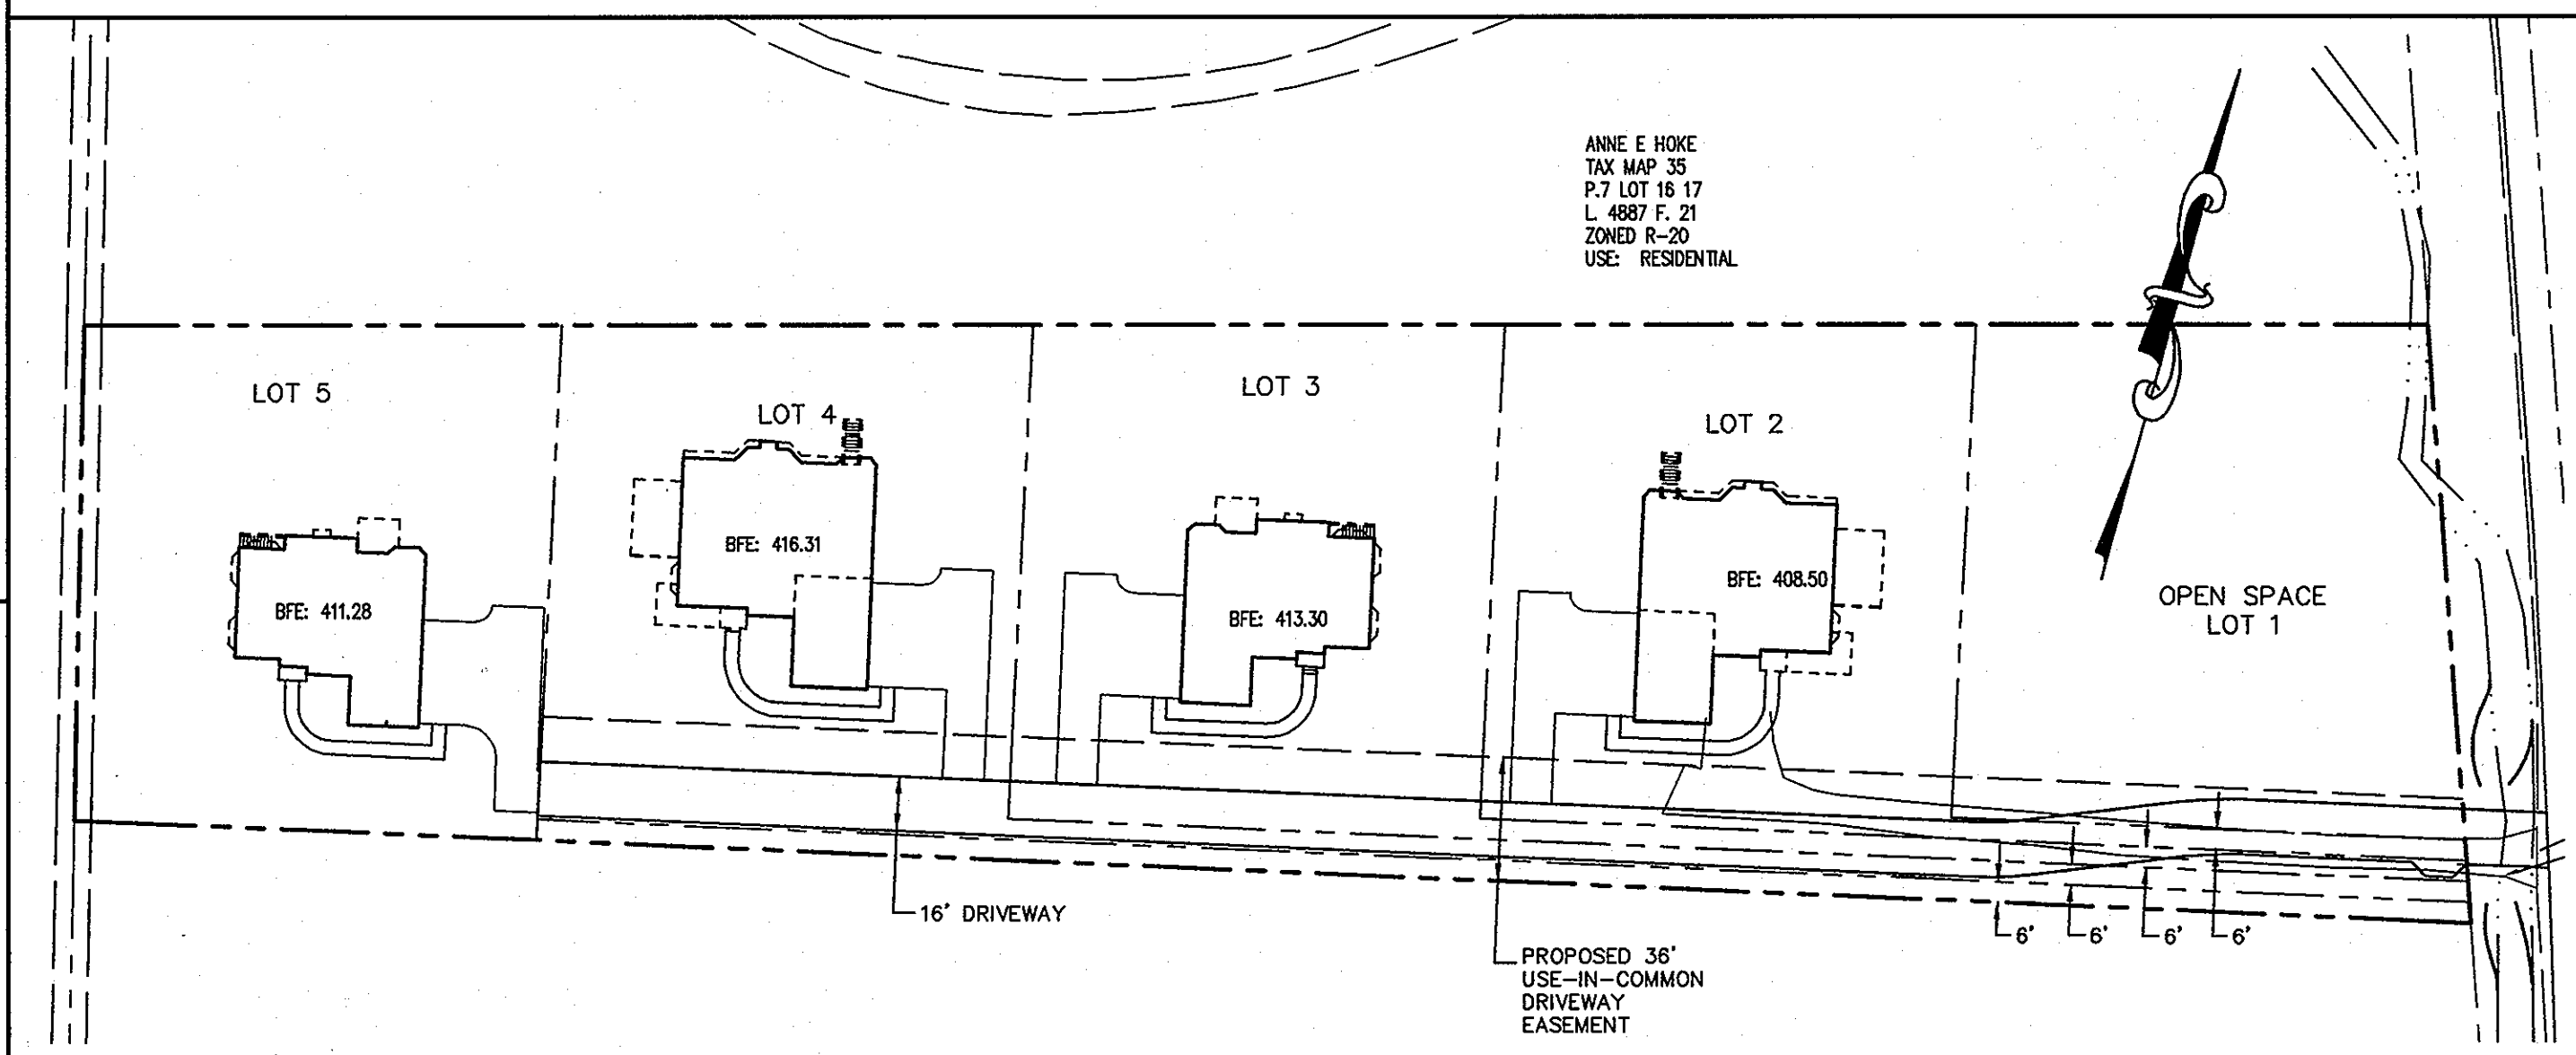 ANNE E HOKE
TAX MAP 35
P.7 LOT 16 17
L. 4887 F. 21
ZONED R-20
USE: RESIDENTIAL
LOT 5
LOT 4
LOT 3
LOT 2
BFE: 411.28
BFE: 416.31
BFE: 413.30
BFE: 408.50
OPEN SPACE
LOT 1
16' DRIVEWAY
PROPOSED 36'
USE-IN-COMMON
DRIVEWAY
EASEMENT
6'
6'
6'
6'